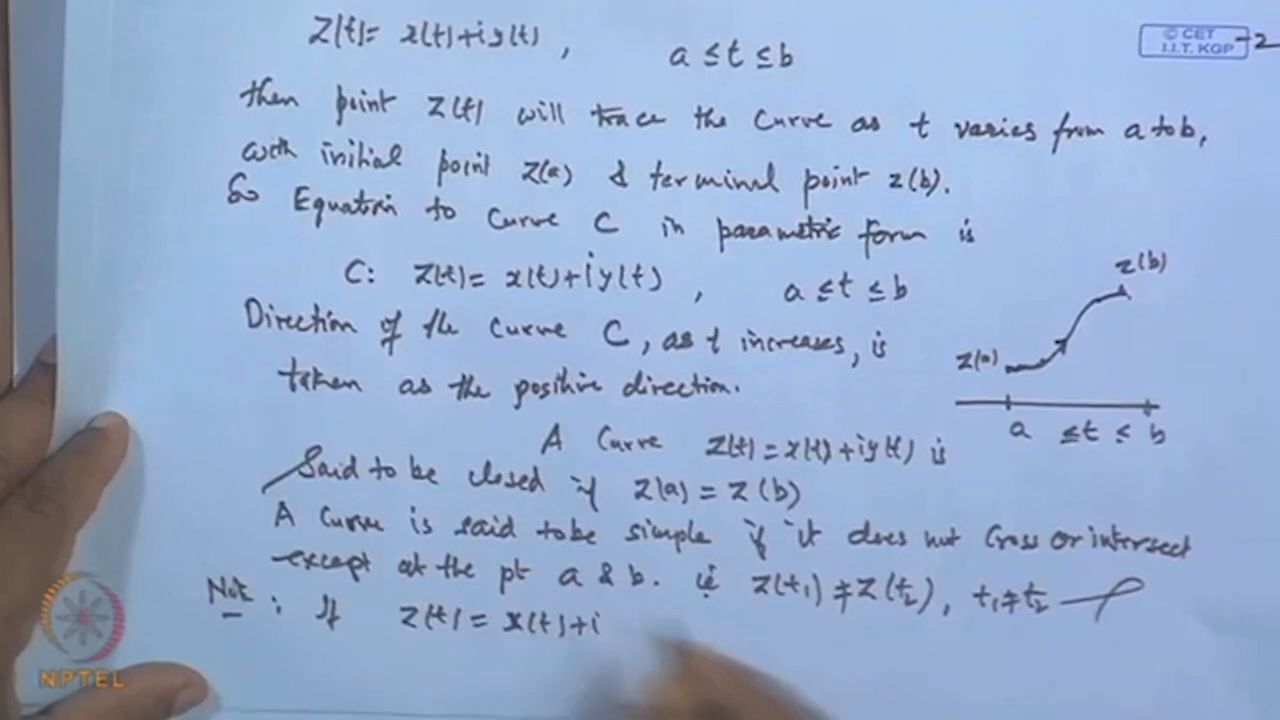 z(t) = x(t) + iy(t) , a ≤ t ≤ b
© CET
I.I.T. KGP
-2
then point z(t) will trace the curve as t varies from a to b,
with initial point z(a) & terminal point z(b).
So Equation to curve C in parametric form is
C: z(t) = x(t) + iy(t) , a ≤ t ≤ b
z(b)
Direction of the curve C, as t increases, is
z(a)
taken as the positive direction.
a ≤ t ≤ b
A Curve z(t) = x(t) + iy(t) is
Said to be closed if z(a) = z(b)
A Curve is said to be simple if it does not Cross or intersect
except at the pt a & b. ie z(t₁) ≠ z(t₂), t₁ ≠ t₂
Note : If z(t) = x(t) + i
NPTEL